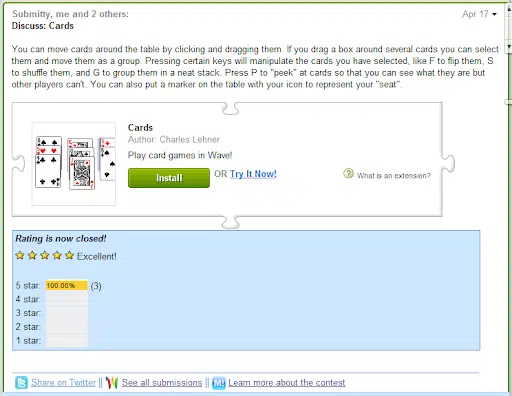 Submitty, me and 2 others:
Apr 17
Discuss: Cards
You can move cards around the table by clicking and dragging them. If you drag a box around several cards you can select
them and move them as a group. Pressing certain keys will manipulate the cards you have selected, like F to flip them, S
to shuffle them, and G to group them in a neat stack. Press P to "peek" at cards so that you can see what they are but
other players can't. You can also put a marker on the table with your icon to represent your "seat".
Cards
Author: Charles Lehner
Play card games in Wave!
Install OR Try It Now!
What is an extension?
Rating is now closed!
Excellent!
5 star: 100.00% (3)
4 star:
3 star:
2 star:
1 star:
Share on Twitter || See all submissions || Learn more about the contest